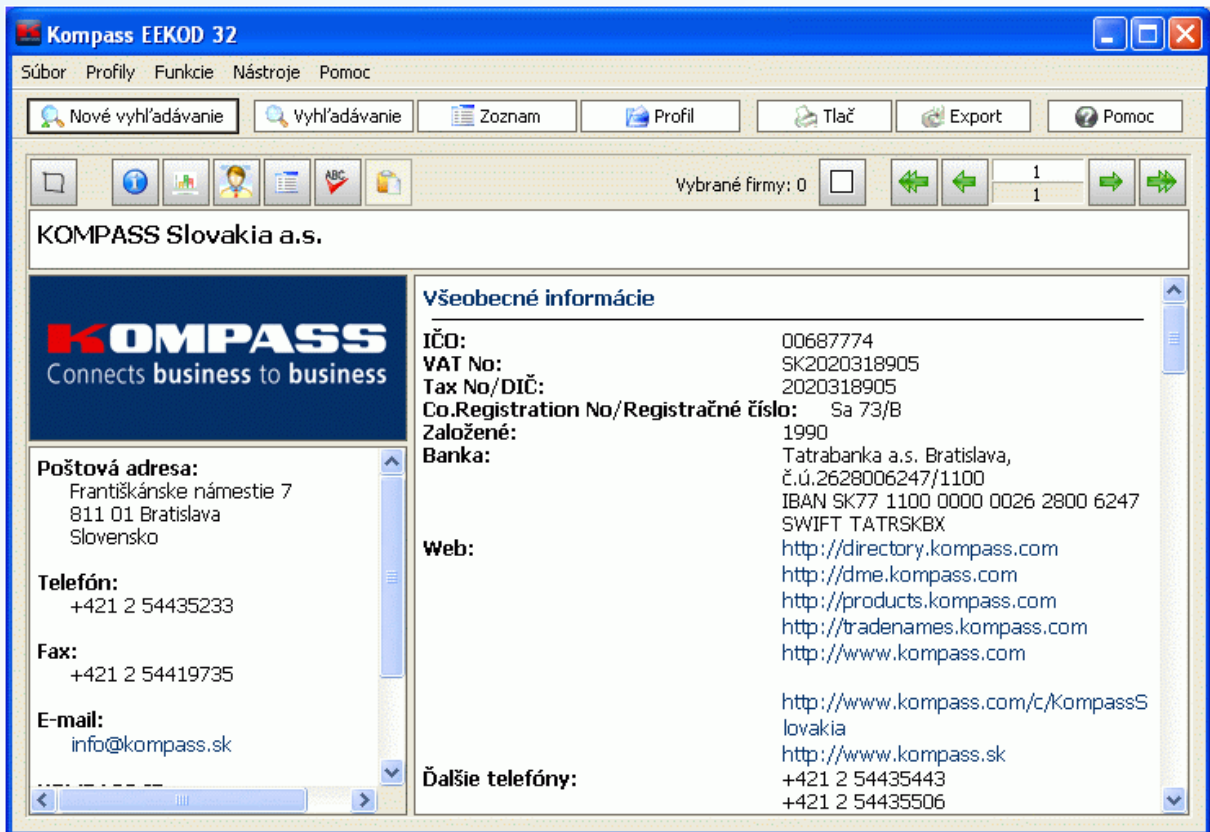 Kompass EEKOD 32
Súbor Profily Funkcie Nástroje Pomoc
Nové vyhľadávanie Vyhľadávanie Zoznam Profil Tlač Export Pomoc
ABC Vybrané firmy: 0 1
1
KOMPASS Slovakia a.s.
KOMPASS
Connects business to business
Poštová adresa:
Františkánske námestie 7
811 01 Bratislava
Slovensko
Telefón:
+421 2 54435233
Fax:
+421 2 54419735
E-mail:
info@kompass.sk
Všeobecné informácie
IČO: 00687774
VAT No: SK2020318905
Tax No/DIČ: 2020318905
Co.Registration No/Registračné číslo: Sa 73/B
Založené: 1990
Banka: Tatrabanka a.s. Bratislava,
č.ú.2628006247/1100
IBAN SK77 1100 0000 0026 2800 6247
SWIFT TATRSKBX
Web: http://directory.kompass.com
http://dme.kompass.com
http://products.kompass.com
http://tradenames.kompass.com
http://www.kompass.com
http://www.kompass.com/c/KompassS
lovakia
http://www.kompass.sk
Ďalšie telefóny: +421 2 54435443
+421 2 54435506